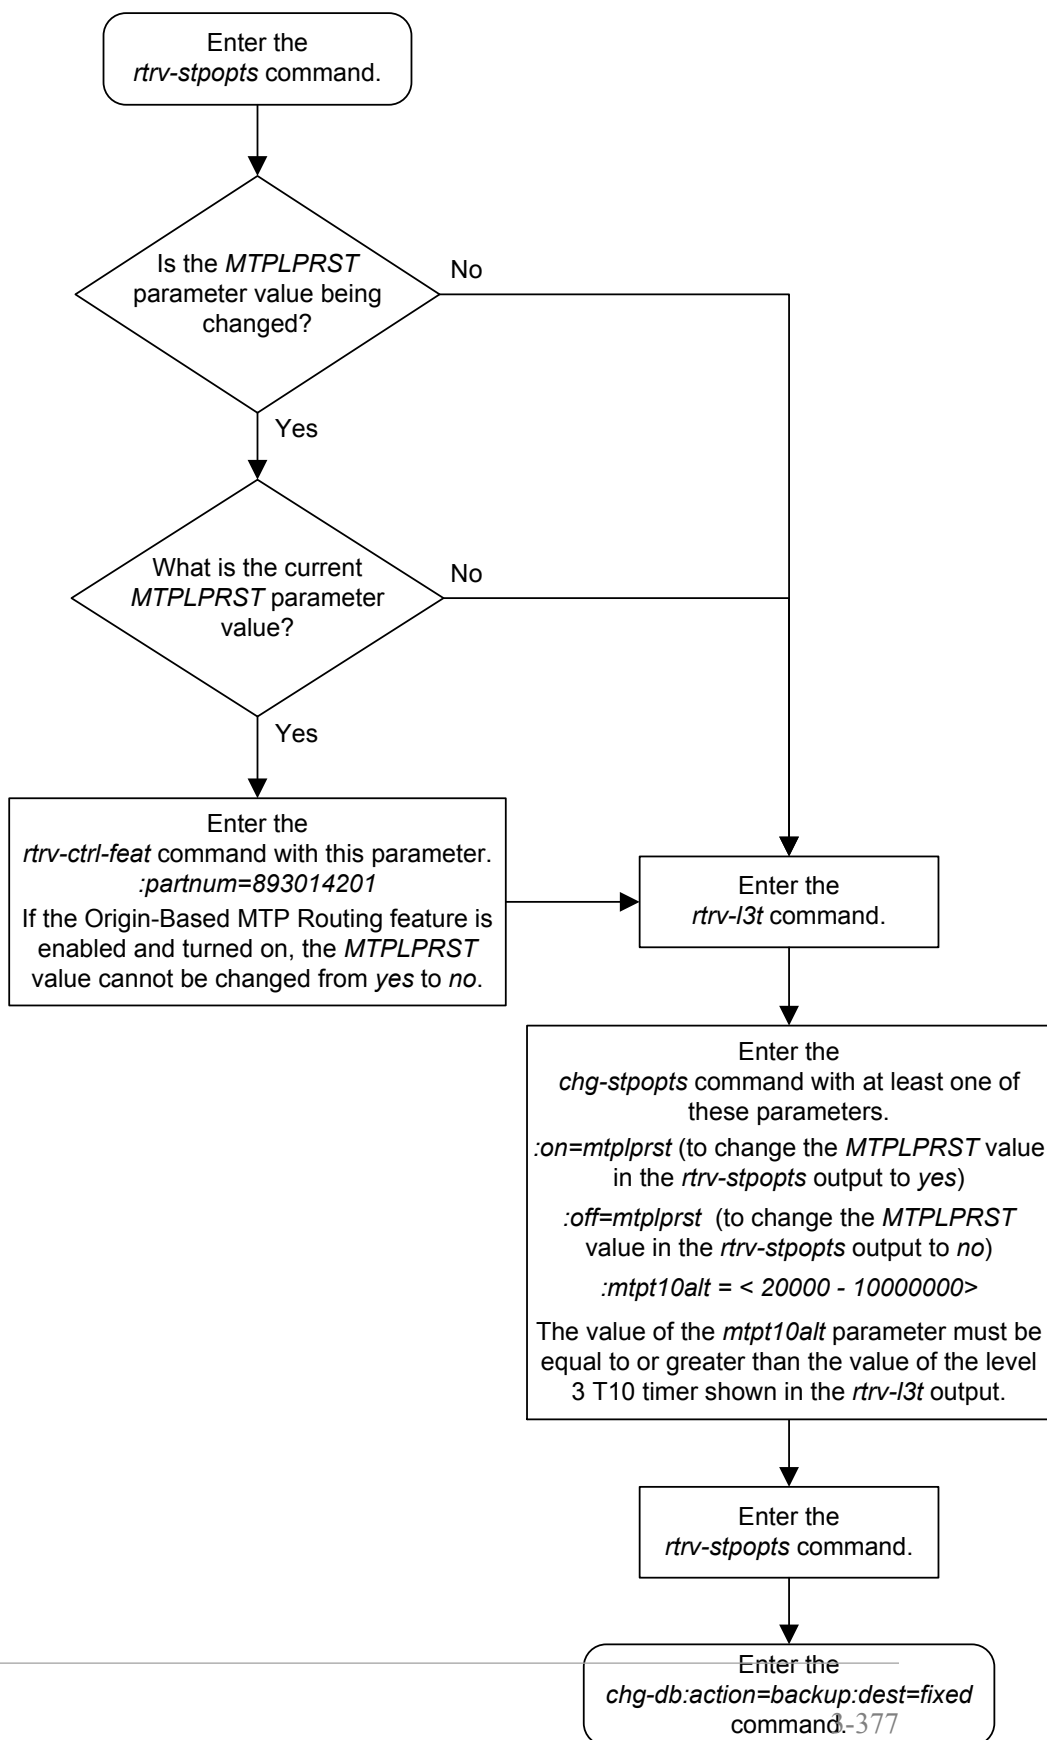 Enter the
rtrv-stpopts command.
Is the MTPLPRST
parameter value being
changed?
No
Yes
What is the current
MTPLPRST parameter
value?
No
Yes
Enter the
rtrv-ctrl-feat command with this parameter.
:partnum=893014201
If the Origin-Based MTP Routing feature is
enabled and turned on, the MTPLPRST
value cannot be changed from yes to no.
Enter the
rtrv-l3t command.
Enter the
chg-stpopts command with at least one of
these parameters.
:on=mtplprst (to change the MTPLPRST value
in the rtrv-stpopts output to yes)
:off=mtplprst (to change the MTPLPRST
value in the rtrv-stpopts output to no)
:mtpt10alt = < 20000 - 10000000>
The value of the mtpt10alt parameter must be
equal to or greater than the value of the level
3 T10 timer shown in the rtrv-l3t output.
Enter the
rtrv-stpopts command.
Enter the
chg-db:action=backup:dest=fixed
command.
3-377